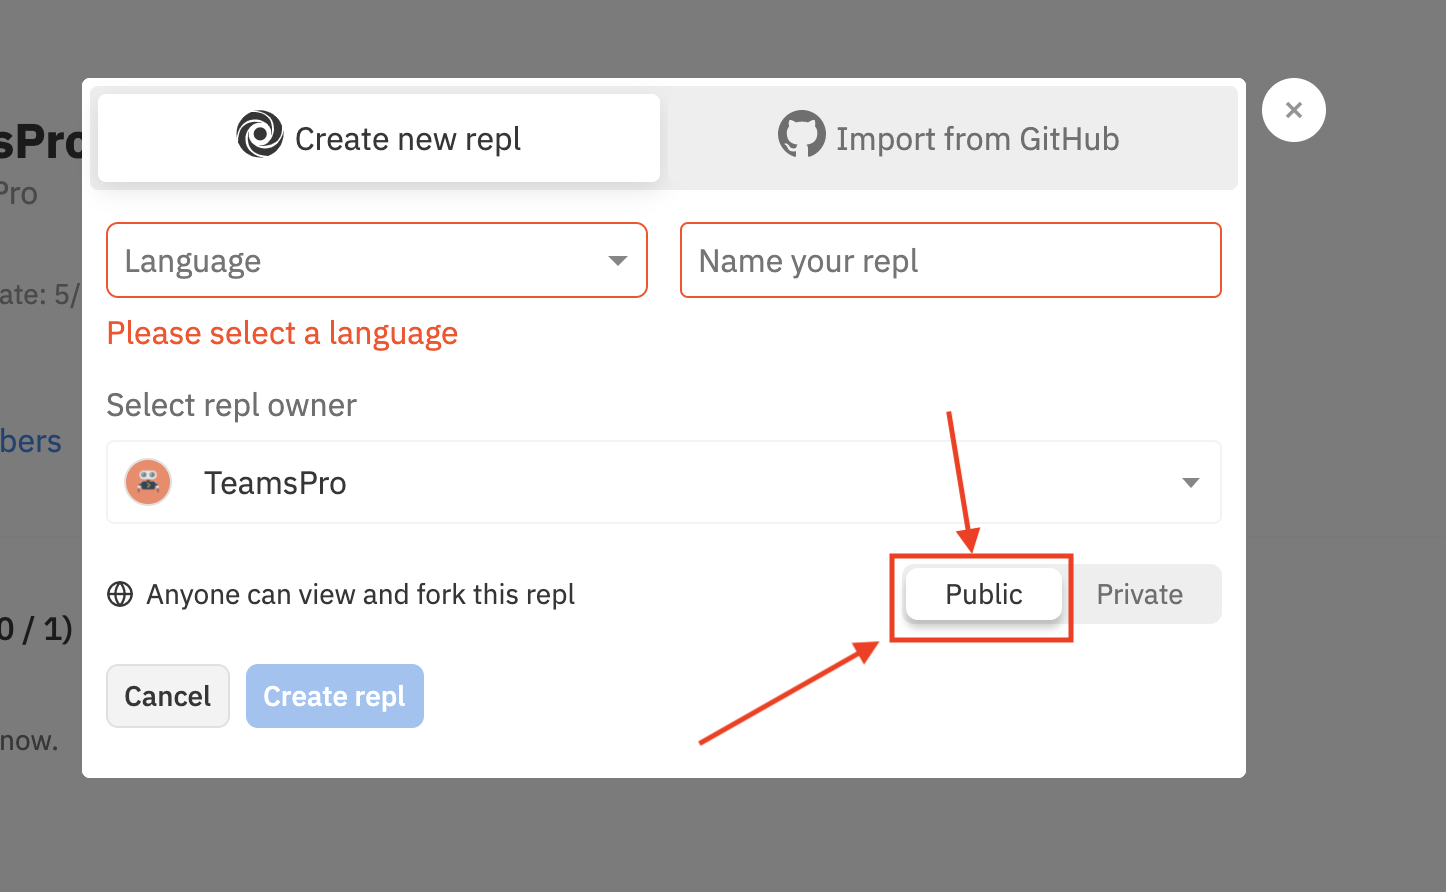 Create new repl
Import from GitHub
sPro
Pro
Language
Name your repl
ate: 5/
Please select a language
Select repl owner
bers
TeamsPro
Anyone can view and fork this repl
Public
Private
0 / 1)
Cancel
Create repl
now.